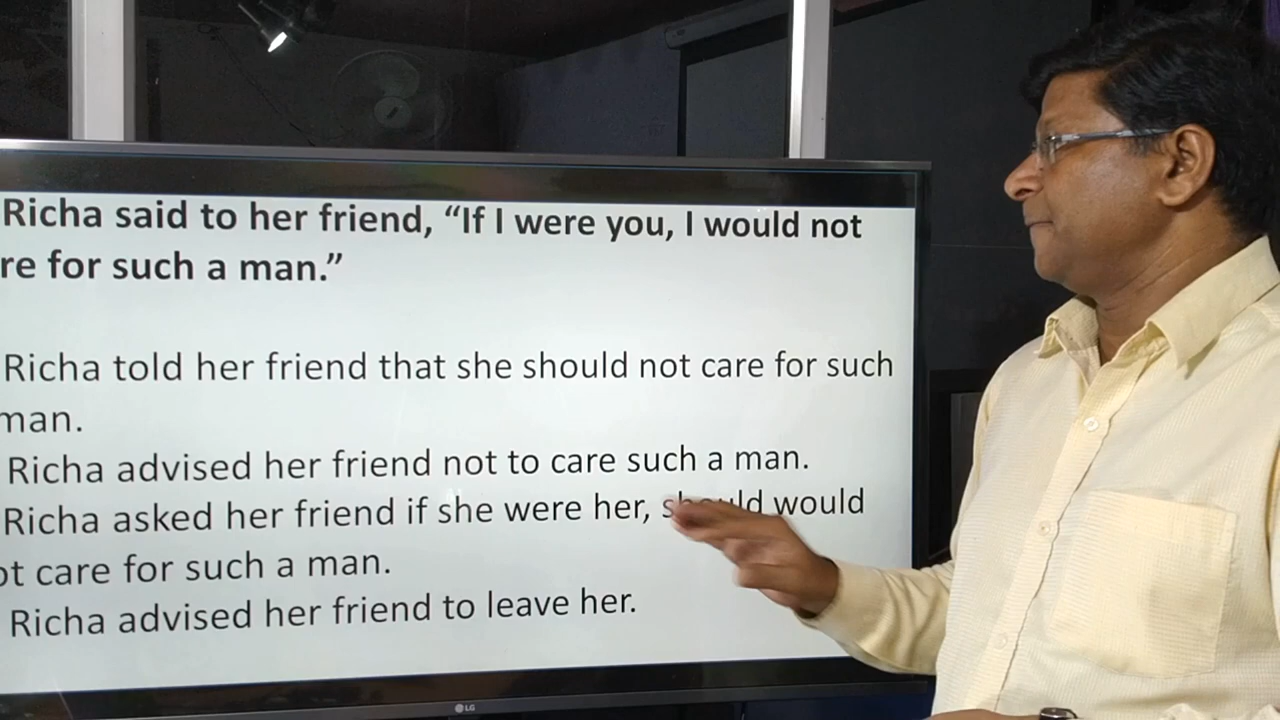 Richa said to her friend, “If I were you, I would not
re for such a man.”
Richa told her friend that she should not care for such
man.
Richa advised her friend not to care such a man.
Richa asked her friend if she were her, should would
ot care for such a man.
Richa advised her friend to leave her.
LG